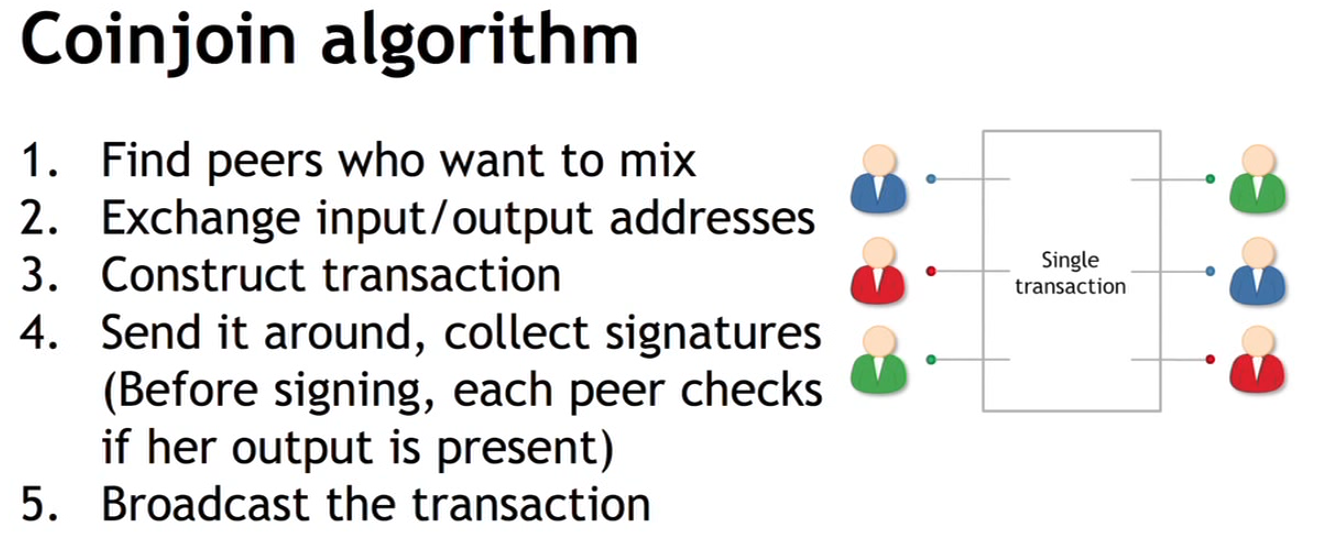 Coinjoin algorithm
1. Find peers who want to mix
2. Exchange input/output addresses
3. Construct transaction
4. Send it around, collect signatures
(Before signing, each peer checks
if her output is present)
5. Broadcast the transaction
Single
transaction